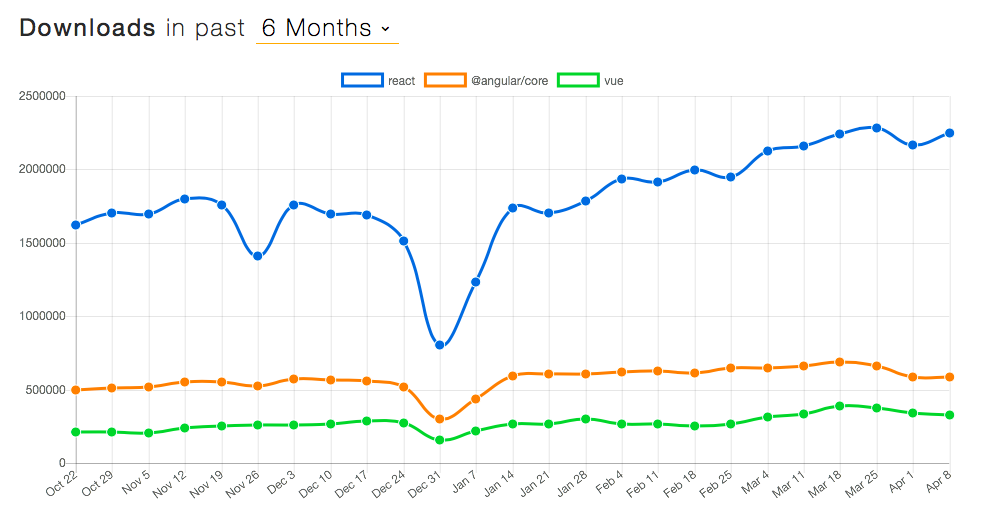 Downloads in past 6 Months
react @angular/core vue
2500000
2000000
1500000
1000000
500000
0
Oct 22 Oct 29 Nov 5 Nov 12 Nov 19 Nov 26 Dec 3 Dec 10 Dec 17 Dec 24 Dec 31 Jan 7 Jan 14 Jan 21 Jan 28 Feb 4 Feb 11 Feb 18 Feb 25 Mar 4 Mar 11 Mar 18 Mar 25 Apr 1 Apr 8